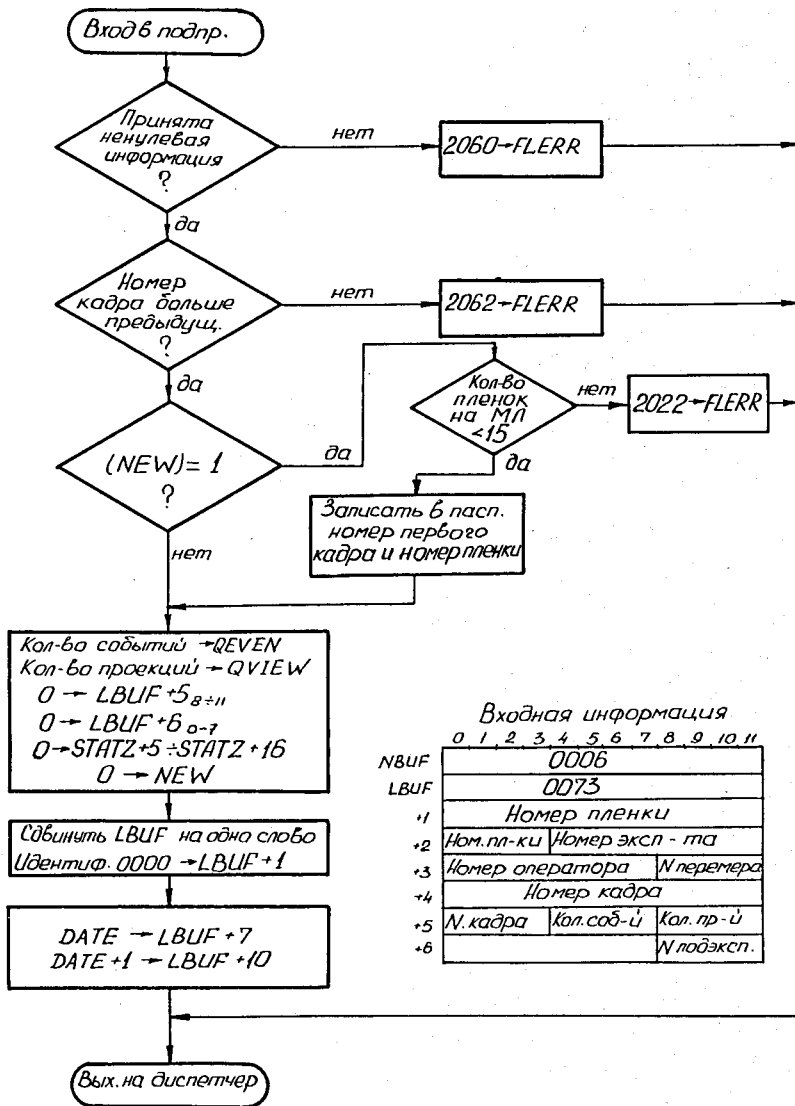 Вход в подпр.
Принята
ненулевая
информация
?
нет
2060→FLERR
да
Номер
кадра больше
предыдущ.
?
нет
2062→FLERR
да
(NEW)= 1
?
да
Кол-во
пленок
на МЛ
<15
нет
2022→FLERR
да
Записать в пасп.
номер первого
кадра и номер пленки
нет
Кол-во событий →QEVEN
Кол-во проекций →QVIEW
0 → LBUF +5 8÷11
0 → LBUF +6 0-7
0→STATZ+5÷STATZ+16
0 → NEW
Сдвинуть LBUF на одно слово
Идентиф. 0000 →LBUF+1
DATE → LBUF +7
DATE +1 → LBUF +10
Вых. на диспетчер
Входная информация
0 1 2 3 4 5 6 7 8 9 10 11
NBUF 0006
LBUF 0073
+1 Номер пленки
+2 Ном. пл-ки Номер эксп-та
+3 Номер оператора N перемера
+4 Номер кадра
+5 N. кадра Кол. соб-й Кол. пр-й
+6 N подэксп.